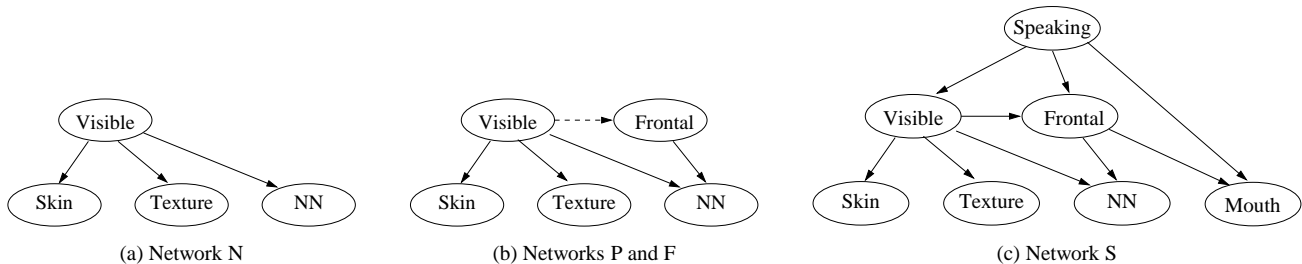 Visible
Skin
Texture
NN
(a) Network N
Visible
Frontal
Skin
Texture
NN
(b) Networks P and F
Speaking
Visible
Frontal
Skin
Texture
NN
Mouth
(c) Network S